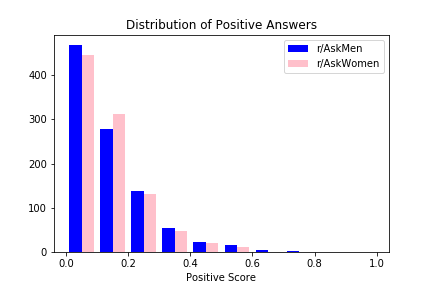 Distribution of Positive Answers
r/AskMen
r/AskWomen
400
300
200
100
0
0.0 0.2 0.4 0.6 0.8 1.0
Positive Score